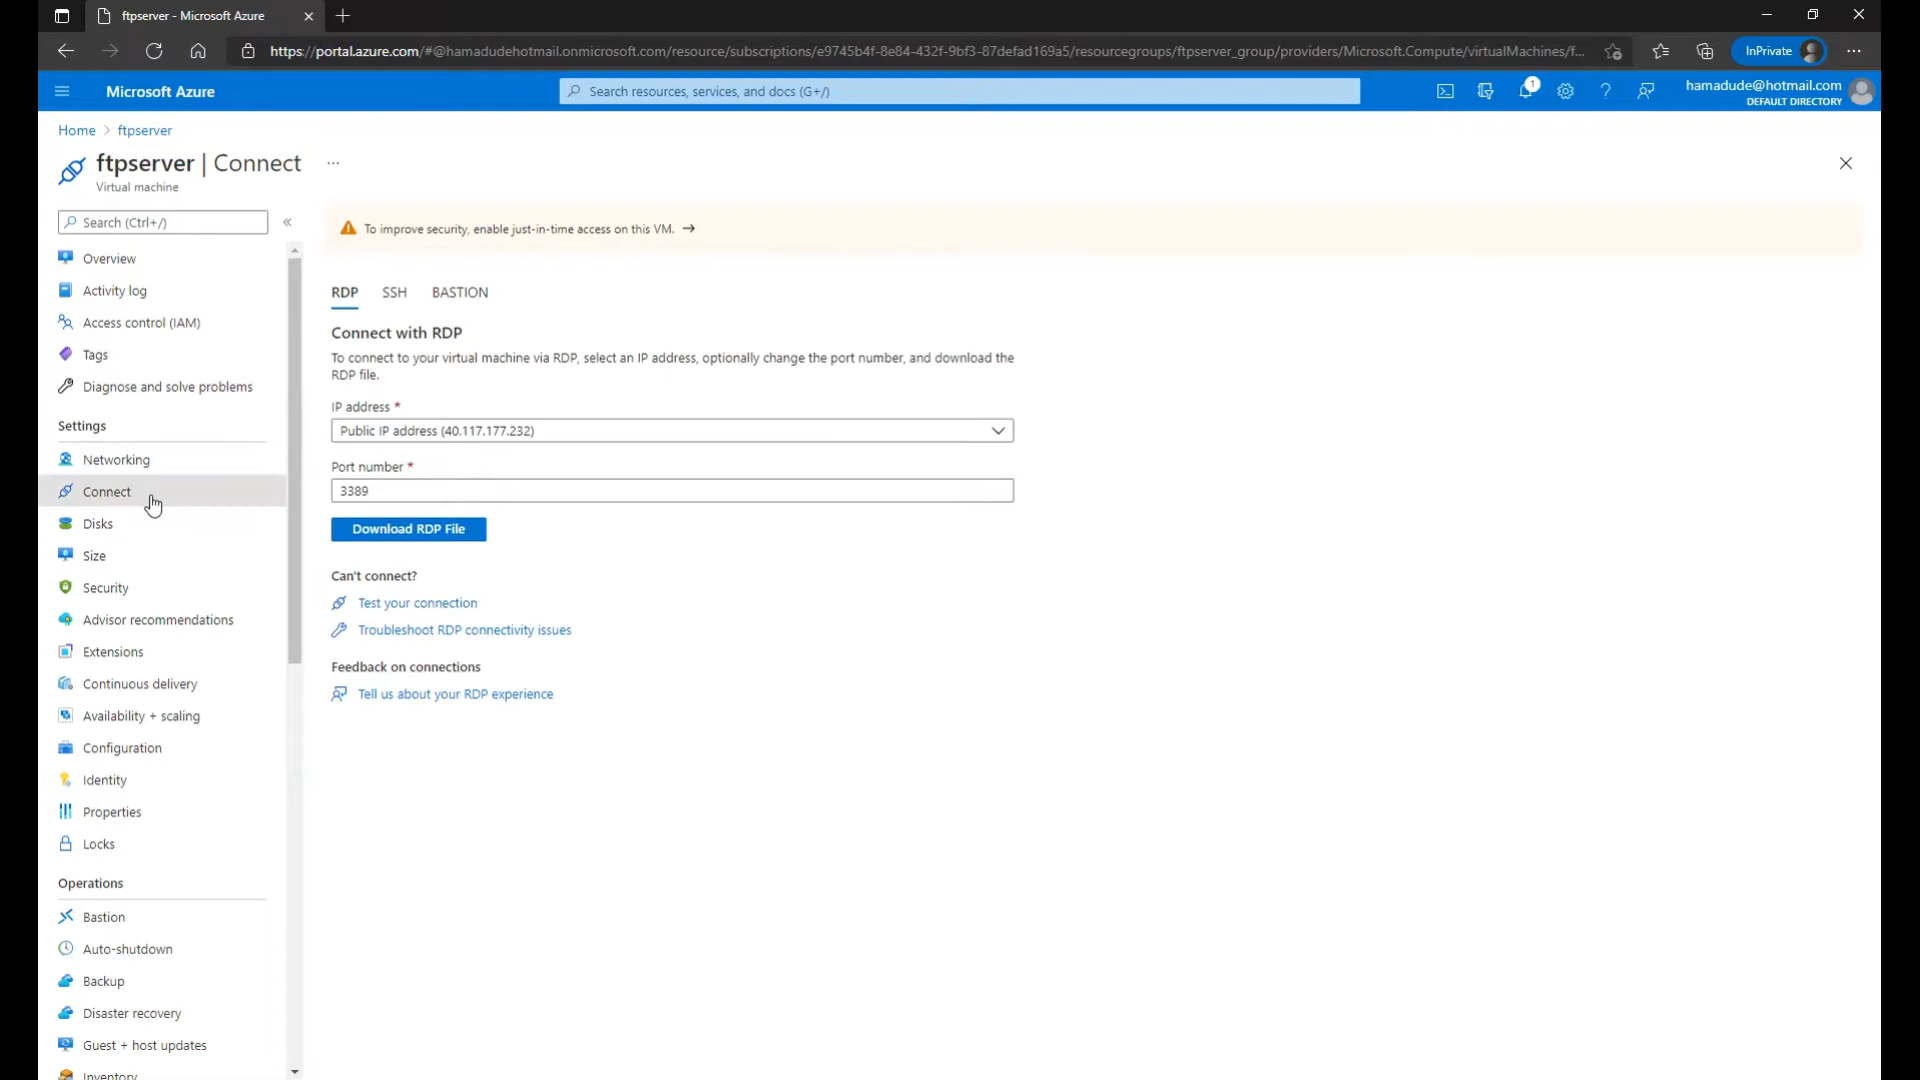 ftpserver - Microsoft Azure
https://portal.azure.com/#@hamadudehotmail.onmicrosoft.com/resource/subscriptions/e9745b4f-8e84-432f-9bf3-87defad169a5/resourcegroups/ftpserver_group/providers/Microsoft.Compute/virtualMachines/f...
InPrivate
Microsoft Azure
Search resources, services, and docs (G+/)
1
hamadude@hotmail.com
DEFAULT DIRECTORY
Home > ftpserver
ftpserver | Connect ...
Virtual machine
Search (Ctrl+/)
«
Overview
Activity log
Access control (IAM)
Tags
Diagnose and solve problems
Settings
Networking
Connect
Disks
Size
Security
Advisor recommendations
Extensions
Continuous delivery
Availability + scaling
Configuration
Identity
Properties
Locks
Operations
Bastion
Auto-shutdown
Backup
Disaster recovery
Guest + host updates
Inventory
To improve security, enable just-in-time access on this VM. →
RDP SSH BASTION
Connect with RDP
To connect to your virtual machine via RDP, select an IP address, optionally change the port number, and download the
RDP file.
IP address *
Public IP address (40.117.177.232)
Port number *
3389
Download RDP File
Can't connect?
Test your connection
Troubleshoot RDP connectivity issues
Feedback on connections
Tell us about your RDP experience